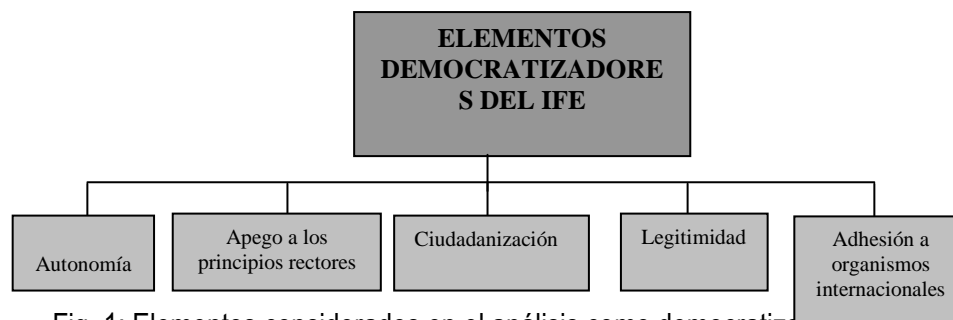 ELEMENTOS
DEMOCRATIZADORE
S DEL IFE
Autonomía
Apego a los
principios rectores
Ciudadanización
Legitimidad
Adhesión a
organismos
internacionales
Fig. 1: Elementos considerados en el análisis como